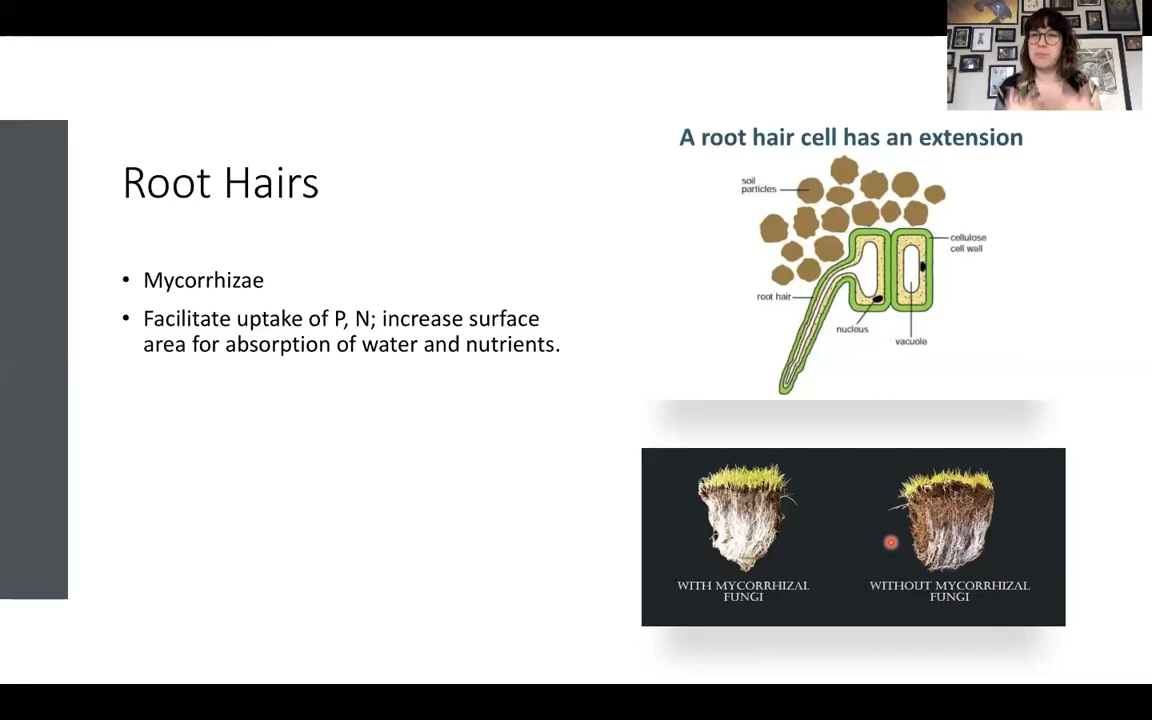 Root Hairs
• Mycorrhizae
• Facilitate uptake of P, N; increase surface
area for absorption of water and nutrients.
A root hair cell has an extension
soil
particles
cellulose
cell wall
root hair
nucleus
vacuole
WITH MYCORRHIZAL
FUNGI
WITHOUT MYCORRHIZAL
FUNGI